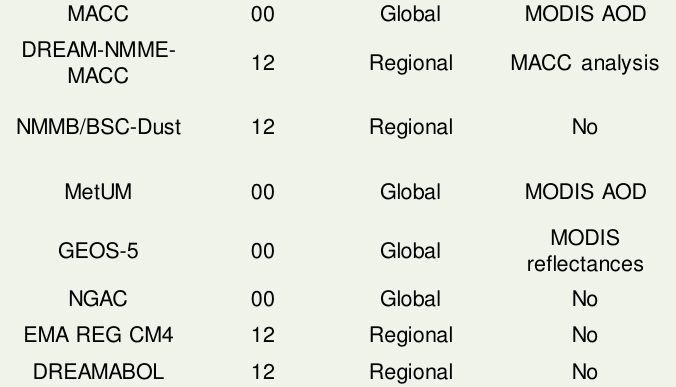 MACC 00 Global MODIS AOD
DREAM-NMME-
MACC 12 Regional MACC analysis
NMMB/BSC-Dust 12 Regional No
MetUM 00 Global MODIS AOD
GEOS-5 00 Global MODIS
reflectances
NGAC 00 Global No
EMA REG CM4 12 Regional No
DREAMABOL 12 Regional No